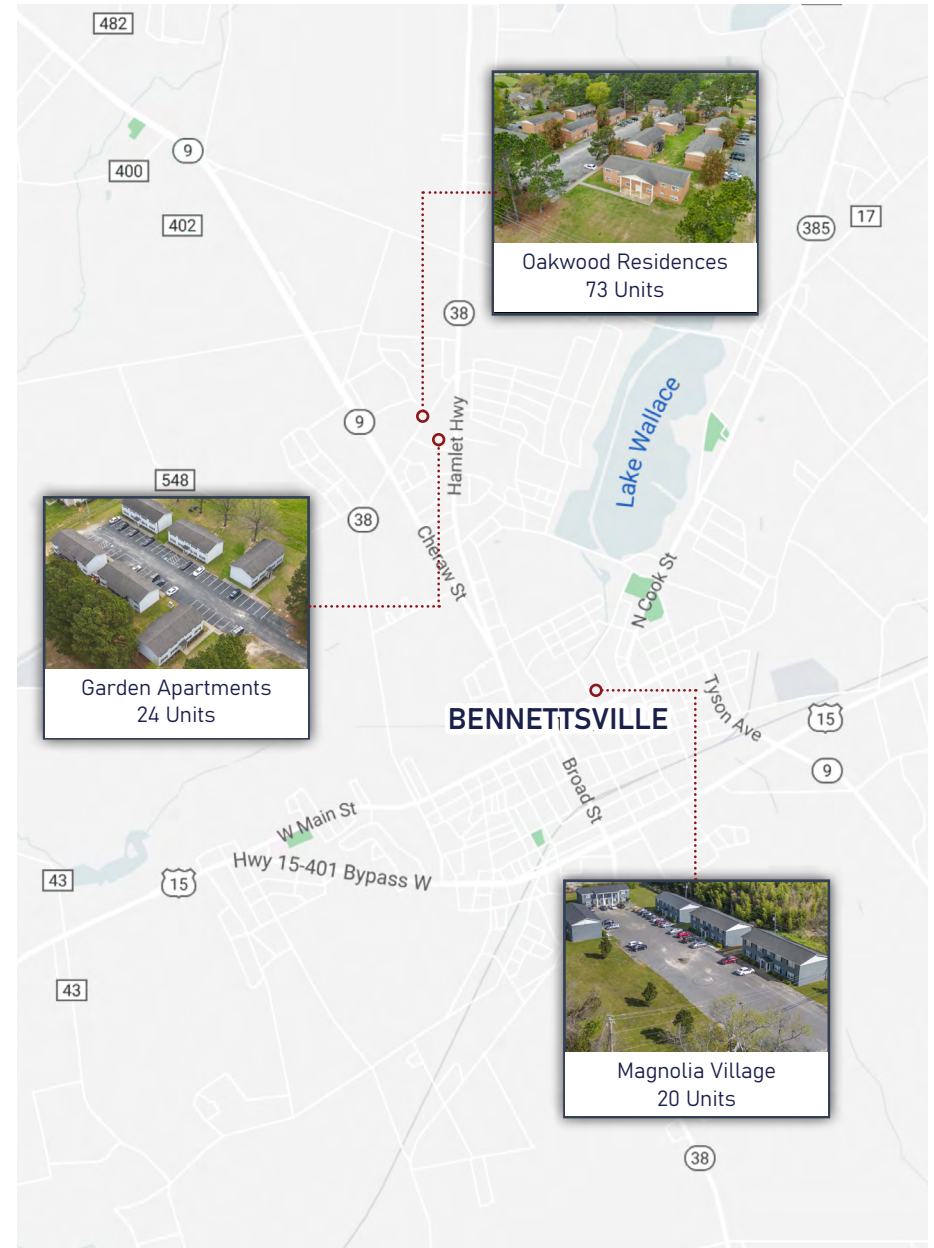 482
9
400
402
385
17
Oakwood Residences
73 Units
38
Lake Wallace
9
Hamlet Hwy
548
38
Cheraw St
N Cook St
Garden Apartments
24 Units
BENNETTSVILLE
Tyson Ave
15
9
Broad St
W Main St
Hwy 15-401 Bypass W
43
15
43
Magnolia Village
20 Units
38